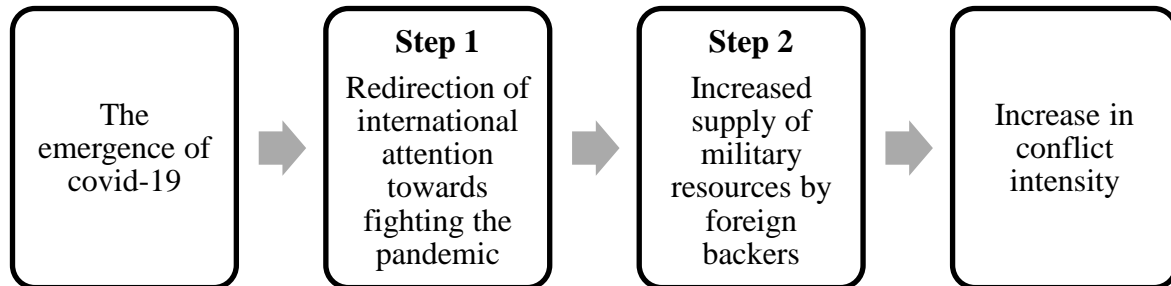 The
emergence of
covid-19
Step 1
Redirection of
international
attention
towards
fighting the
pandemic
Step 2
Increased
supply of
military
resources by
foreign
backers
Increase in
conflict
intensity